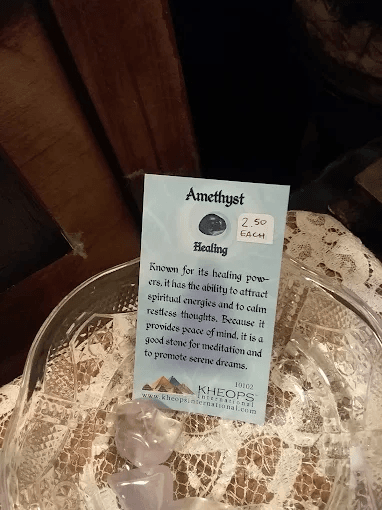 Amethyst
2.50
EACH
Healing
Known for its healing pow-
ers, it has the ability to attract
spiritual energies and to calm
restless thoughts. Because it
provides peace of mind, it is a
good stone for meditation and
to promote serene dreams.
10102
KHEOPS™
International
www.kheopsinternational.com